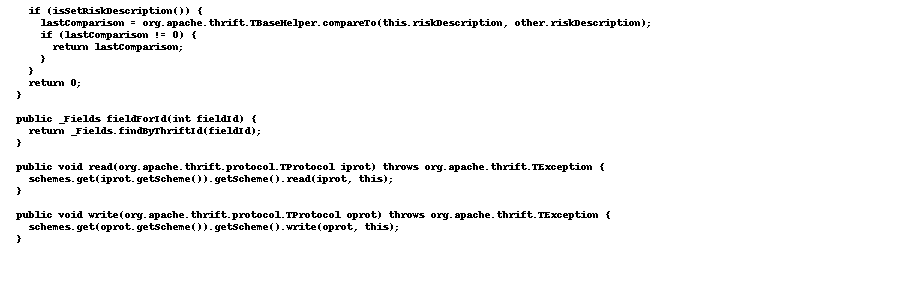 if (isSetRiskDescription()) {
lastComparison = org.apache.thrift.TBaseHelper.compareTo(this.riskDescription, other.riskDescription);
if (lastComparison != 0) {
return lastComparison;
}
}
return 0;
}
public _Fields fieldForId(int fieldId) {
return _Fields.findByThriftId(fieldId);
}
public void read(org.apache.thrift.protocol.TProtocol iprot) throws org.apache.thrift.TException {
schemes.get(iprot.getScheme()).getScheme().read(iprot, this);
}
public void write(org.apache.thrift.protocol.TProtocol oprot) throws org.apache.thrift.TException {
schemes.get(oprot.getScheme()).getScheme().write(oprot, this);
}